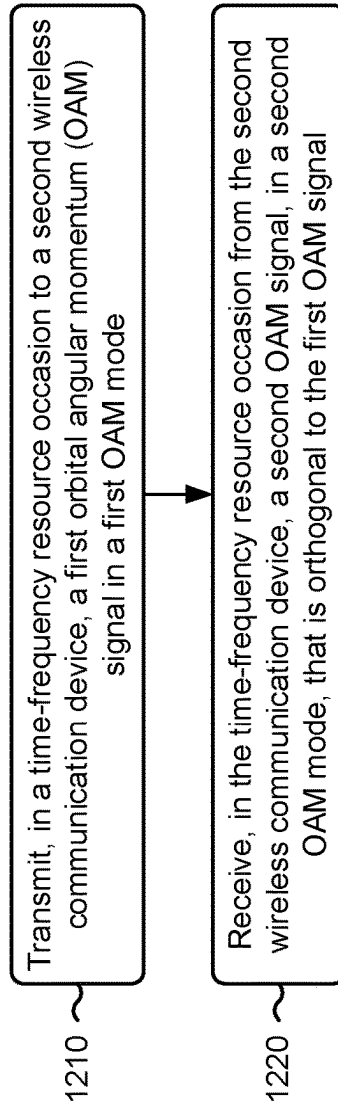 1210
Transmit, in a time-frequency resource occasion to a second wireless
communication device, a first orbital angular momentum (OAM)
signal in a first OAM mode
1220
Receive, in the time-frequency resource occasion from the second
wireless communication device, a second OAM signal, in a second
OAM mode, that is orthogonal to the first OAM signal